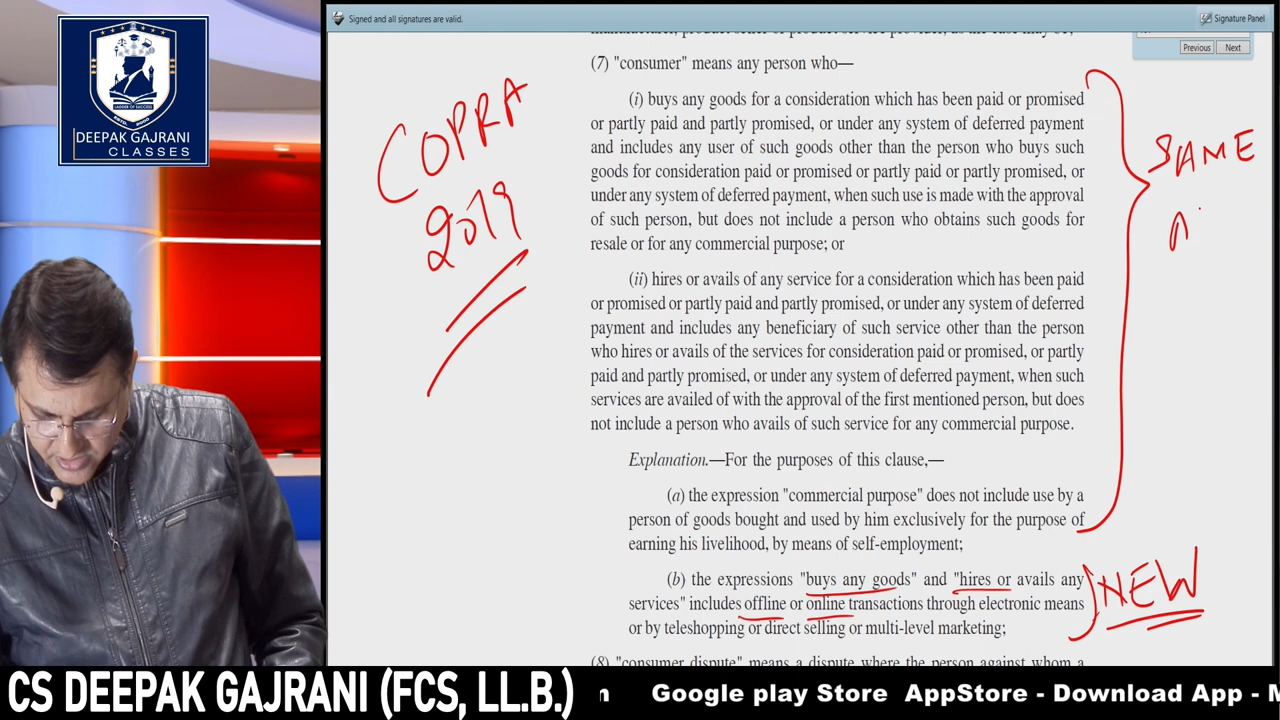 Signed and all signatures are valid.
Signature Panel
Previous Next
(7) "consumer" means any person who—
(i) buys any goods for a consideration which has been paid or promised
or partly paid and partly promised, or under any system of deferred payment
and includes any user of such goods other than the person who buys such
goods for consideration paid or promised or partly paid or partly promised, or
under any system of deferred payment, when such use is made with the approval
of such person, but does not include a person who obtains such goods for
resale or for any commercial purpose; or
(ii) hires or avails of any service for a consideration which has been paid
or promised or partly paid and partly promised, or under any system of deferred
payment and includes any beneficiary of such service other than the person
who hires or avails of the services for consideration paid or promised, or partly
paid and partly promised, or under any system of deferred payment, when such
services are availed of with the approval of the first mentioned person, but does
not include a person who avails of such service for any commercial purpose.
Explanation.—For the purposes of this clause,—
(a) the expression "commercial purpose" does not include use by a
person of goods bought and used by him exclusively for the purpose of
earning his livelihood, by means of self-employment;
(b) the expressions "buys any goods" and "hires or avails any
services" includes offline or online transactions through electronic means
or by teleshopping or direct selling or multi-level marketing;
(8) "consumer dispute" means a dispute where the person against whom a
COPRA
2019
SAME
NEW
DEEPAK GAJRANI
CLASSES
LADDER OF SUCCESS
CS DEEPAK GAJRANI (FCS, LL.B.)
Google play Store AppStore - Download App -